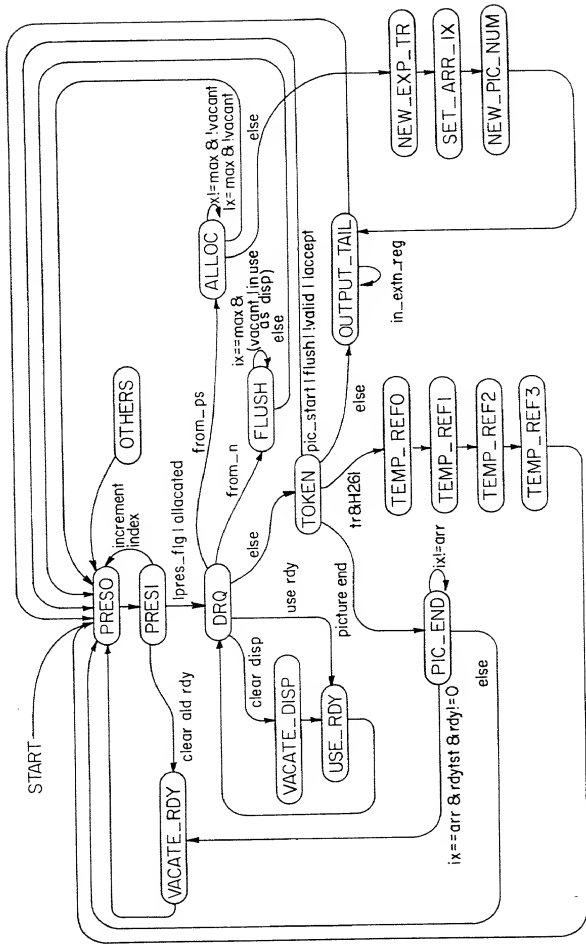 START
OTHERS
PRESO
increment
index
PRESI
clear ald rdy
VACATE_RDY
!pres_flg | allocated
DRQ
from_ps
ALLOC
x!=max & !vacant
ix=max & !vacant
else
from_n
FLUSH
ix==max &
(vacant | inuse
as disp)
else
clear disp
VACATE_DISP
use rdy
USE_RDY
else
TOKEN
pic_start | flush | !valid | !accept
picture end
PIC_END
ix!=arr
else
ix==arr & rdytst & rdy!=0
tr&H261
TEMP_REF0
TEMP_REF1
TEMP_REF2
TEMP_REF3
else
OUTPUT_TAIL
in_extn_reg
NEW_EXP_TR
SET_ARR_IX
NEW_PIC_NUM